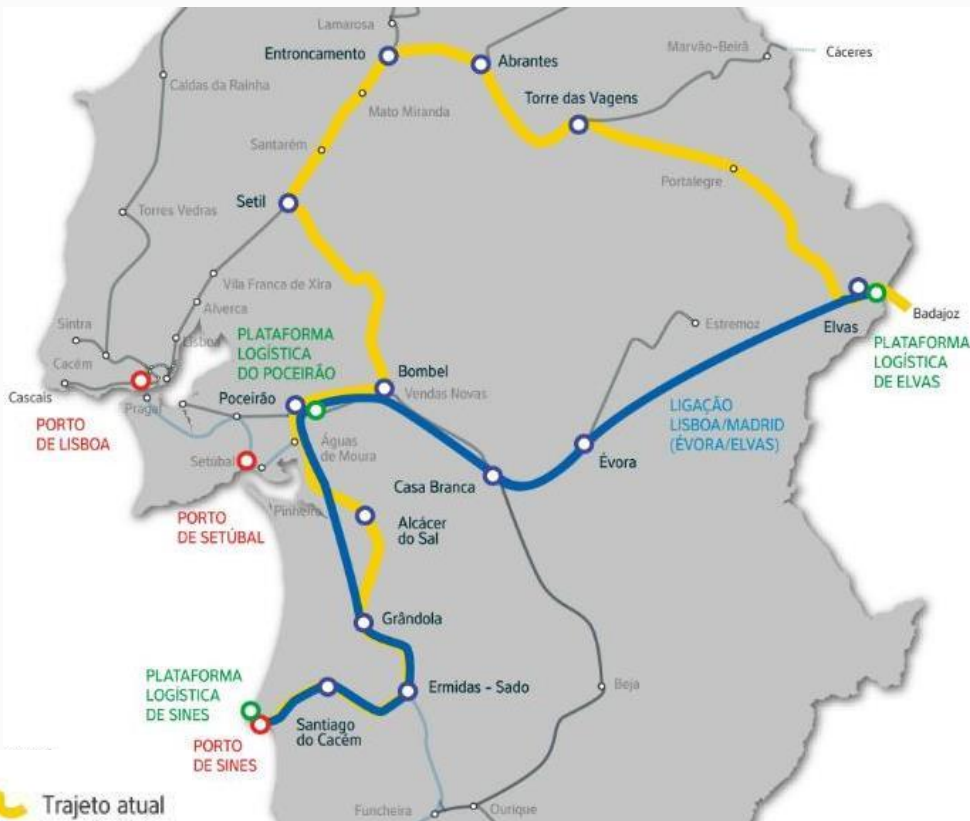 Lamarosa
Entroncamento
Abrantes
Marvão-Beirã
Cáceres
Caldas da Rainha
Mato Miranda
Torre das Vagens
Santarém
Portalegre
Setil
Torres Vedras
Vila Franca de Xira
Alverca
Sintra
Lisboa
Cacém
Cascais
Pragal
PORTO
DE LISBOA
PLATAFORMA
LOGÍSTICA
DO POCEIRÃO
Poceirão
Bombel
Vendas Novas
Estremoz
Elvas
Badajoz
PLATAFORMA
LOGÍSTICA
DE ELVAS
LIGAÇÃO
LISBOA/MADRID
(ÉVORA/ELVAS)
Águas
de Moura
Setúbal
Évora
Casa Branca
Pinheiro
PORTO
DE SETÚBAL
Alcácer
do Sal
Grândola
PLATAFORMA
LOGÍSTICA
DE SINES
Ermidas - Sado
Beja
Santiago
do Cacém
PORTO
DE SINES
Trajeto atual
Funcheira
Ourique